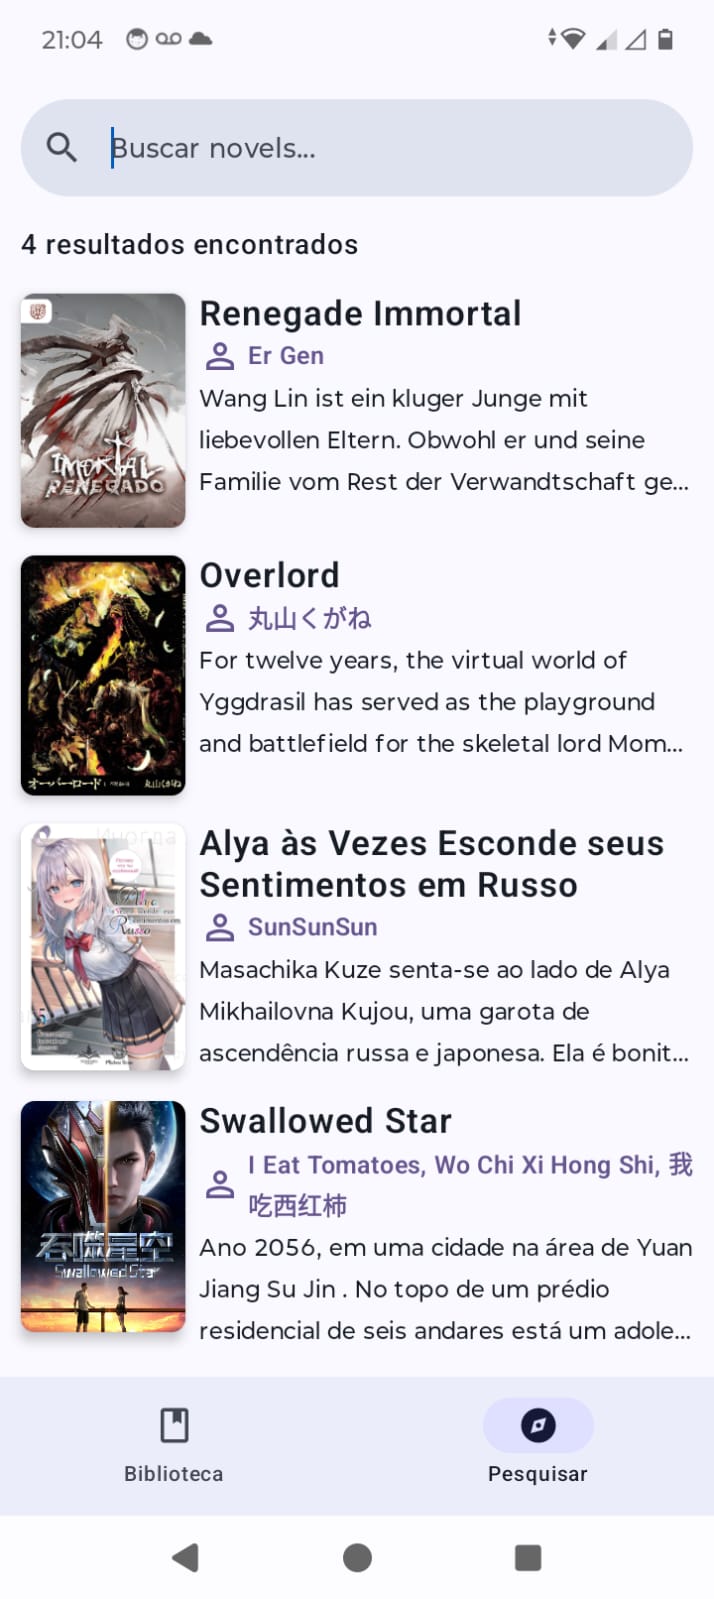 21:04
Buscar novels...
4 resultados encontrados
IMORTAL
RENEGADO
Renegade Immortal
Er Gen
Wang Lin ist ein kluger Junge mit
liebevollen Eltern. Obwohl er und seine
Familie vom Rest der Verwandtschaft ge...
オーバーロード
丸山くがね
Overlord
丸山くがね
For twelve years, the virtual world of
Yggdrasil has served as the playground
and battlefield for the skeletal lord Mom...
Иногда
Alya
Russo
5
Alya às Vezes Esconde seus
Sentimentos em Russo
SunSunSun
Masachika Kuze senta-se ao lado de Alya
Mikhailovna Kujou, uma garota de
ascendência russa e japonesa. Ela é bonit...
吞噬星空
Swallowed Star
Swallowed Star
I Eat Tomatoes, Wo Chi Xi Hong Shi, 我
吃西红柿
Ano 2056, em uma cidade na área de Yuan
Jiang Su Jin . No topo de um prédio
residencial de seis andares está um adole...
Biblioteca
Pesquisar